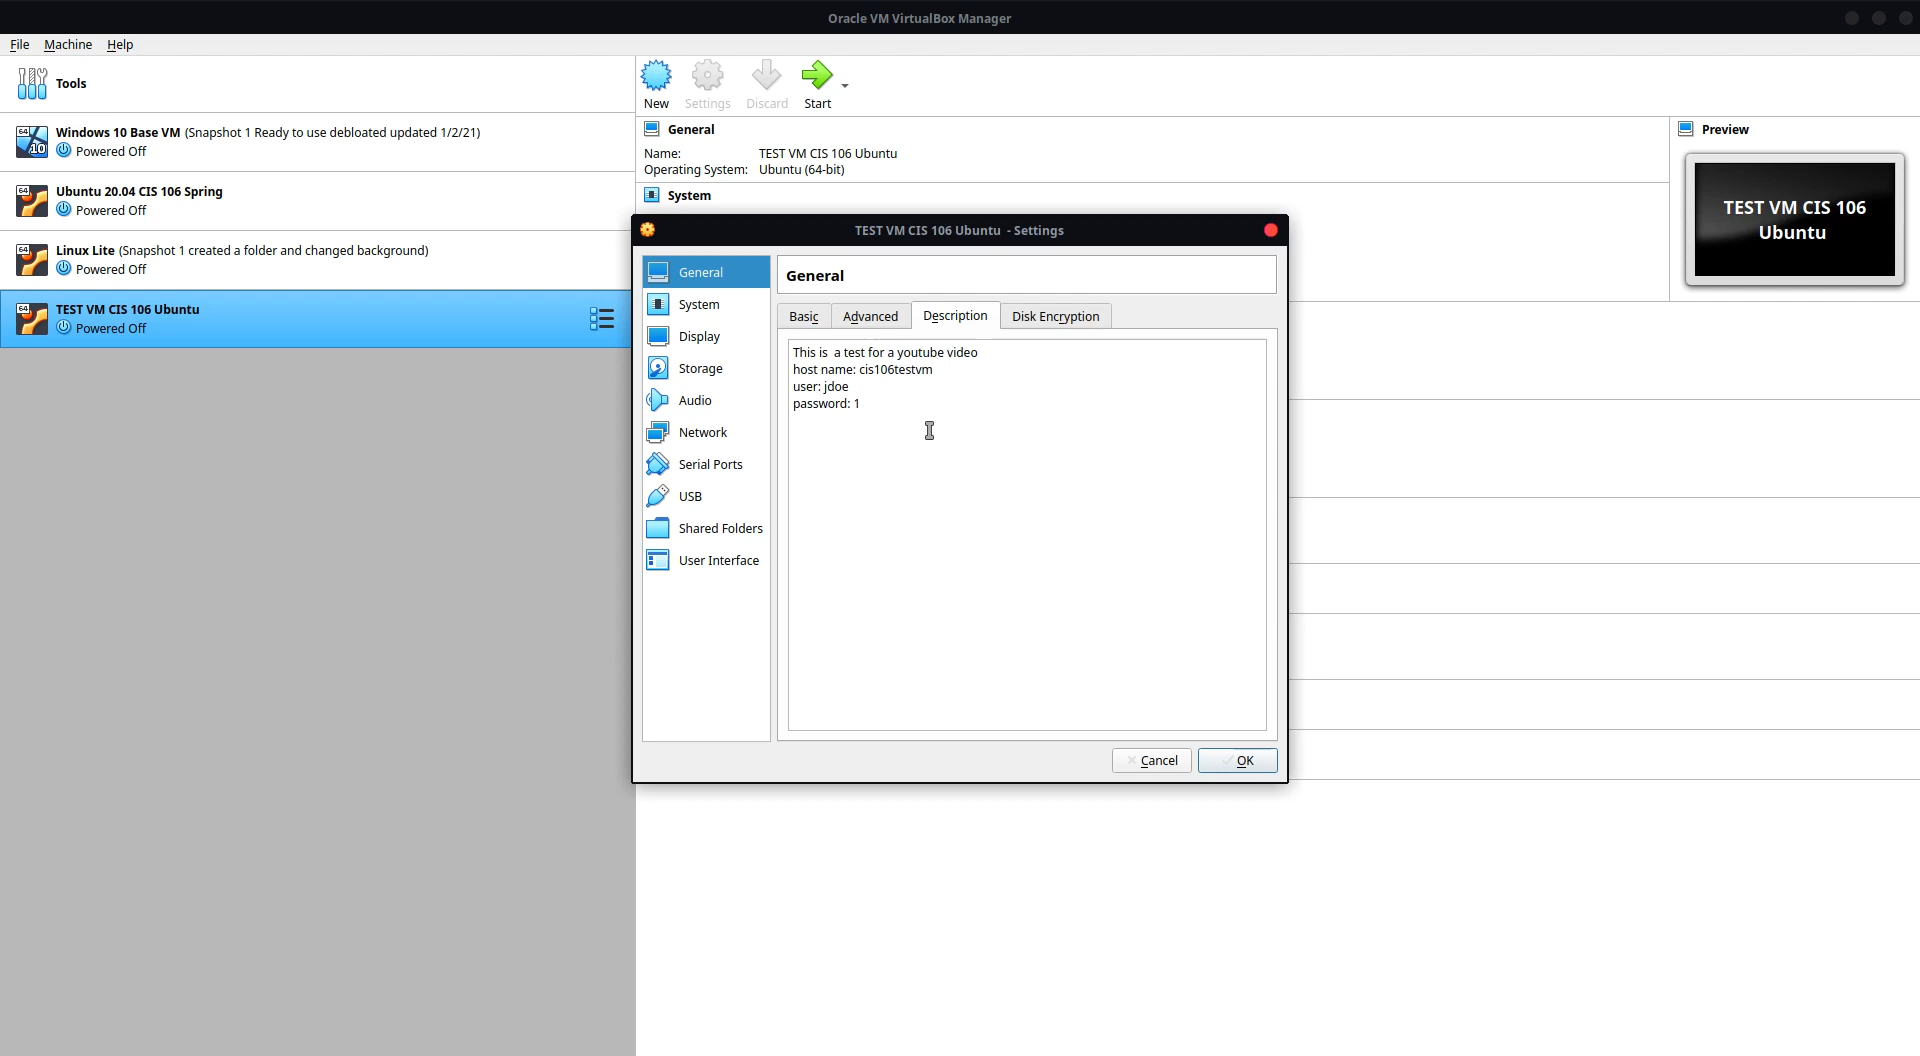 Oracle VM VirtualBox Manager
File Machine Help
Tools
New Settings Discard Start
64 10 Windows 10 Base VM (Snapshot 1 Ready to use debloated updated 1/2/21)
Powered Off
64 Ubuntu 20.04 CIS 106 Spring
Powered Off
64 Linux Lite (Snapshot 1 created a folder and changed background)
Powered Off
64 TEST VM CIS 106 Ubuntu
Powered Off
General
Name: TEST VM CIS 106 Ubuntu
Operating System: Ubuntu (64-bit)
System
Preview
TEST VM CIS 106
Ubuntu
TEST VM CIS 106 Ubuntu - Settings
General
System
Display
Storage
Audio
Network
Serial Ports
USB
Shared Folders
User Interface
General
Basic Advanced Description Disk Encryption
This is a test for a youtube video
host name: cis106testvm
user: jdoe
password: 1
Cancel OK